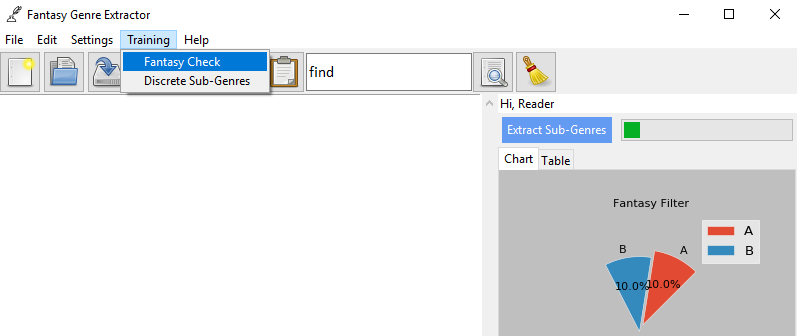 Fantasy Genre Extractor
File Edit Settings Training Help
Fantasy Check
Discrete Sub-Genres
find
Hi, Reader
Extract Sub-Genres
Chart Table
Fantasy Filter
A
B
B
A
10.0%
10.0%